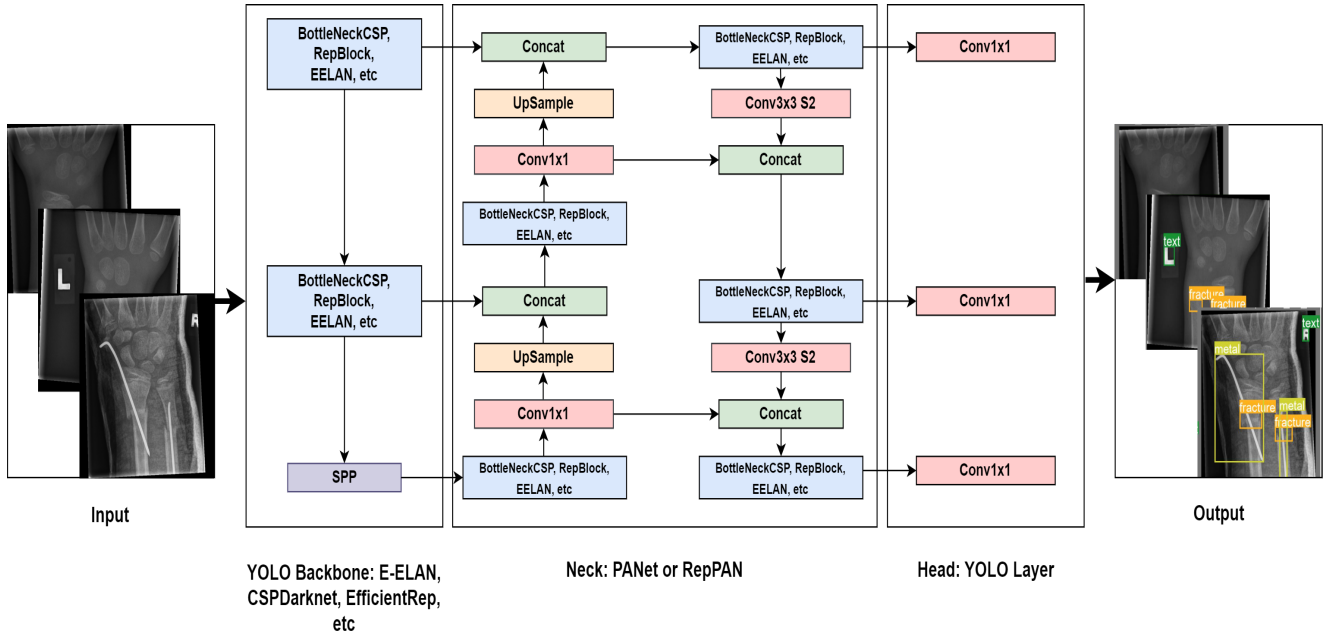 BottleNeckCSP,
RepBlock,
EELAN, etc
BottleNeckCSP,
RepBlock,
EELAN, etc
SPP
Concat
UpSample
Conv1x1
BottleNeckCSP, RepBlock,
EELAN, etc
Concat
UpSample
Conv1x1
BottleNeckCSP, RepBlock,
EELAN, etc
BottleNeckCSP, RepBlock,
EELAN, etc
Conv3x3 S2
Concat
BottleNeckCSP, RepBlock,
EELAN, etc
Conv3x3 S2
Concat
BottleNeckCSP, RepBlock,
EELAN, etc
Conv1x1
Conv1x1
Conv1x1
L
R
Input
text
L
fracture
fracture
text
R
metal
fracture
metal
fracture
Output
YOLO Backbone: E-ELAN,
CSPDarknet, EfficientRep,
etc
Neck: PANet or RepPAN
Head: YOLO Layer